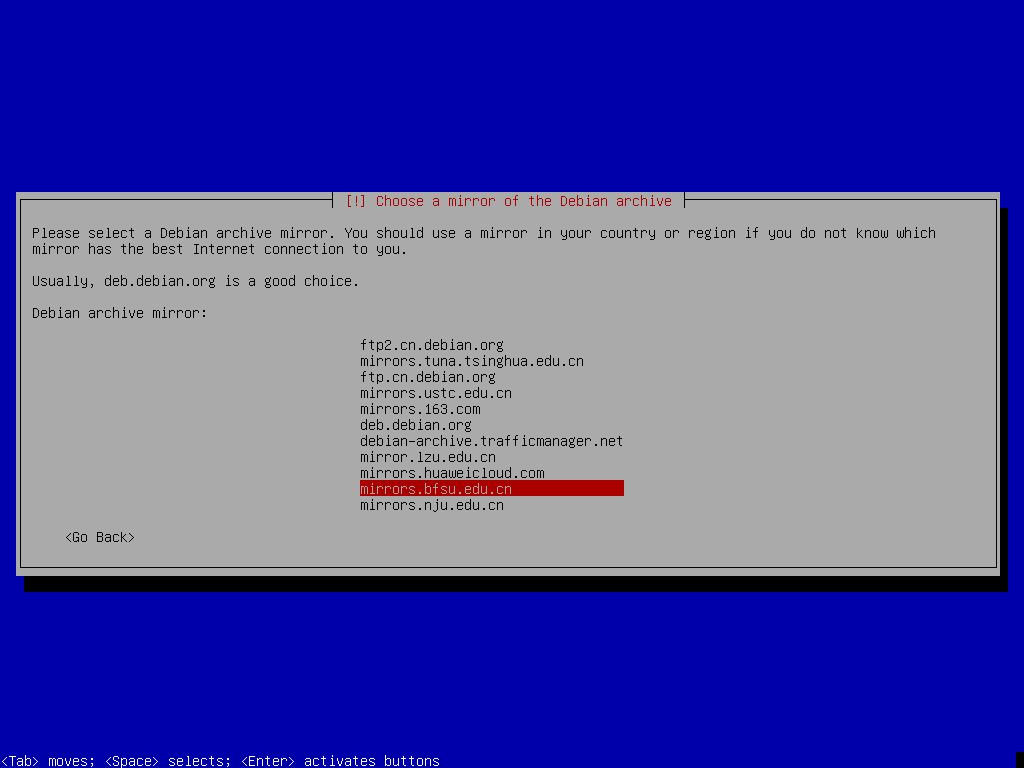 [!] Choose a mirror of the Debian archive
Please select a Debian archive mirror. You should use a mirror in your country or region if you do not know which
mirror has the best Internet connection to you.
Usually, deb.debian.org is a good choice.
Debian archive mirror:
ftp2.cn.debian.org
mirrors.tuna.tsinghua.edu.cn
ftp.cn.debian.org
mirrors.ustc.edu.cn
mirrors.163.com
deb.debian.org
debian-archive.trafficmanager.net
mirror.lzu.edu.cn
mirrors.huaweicloud.com
mirrors.bfsu.edu.cn
mirrors.nju.edu.cn
<Go Back>
<Tab> moves; <Space> selects; <Enter> activates buttons